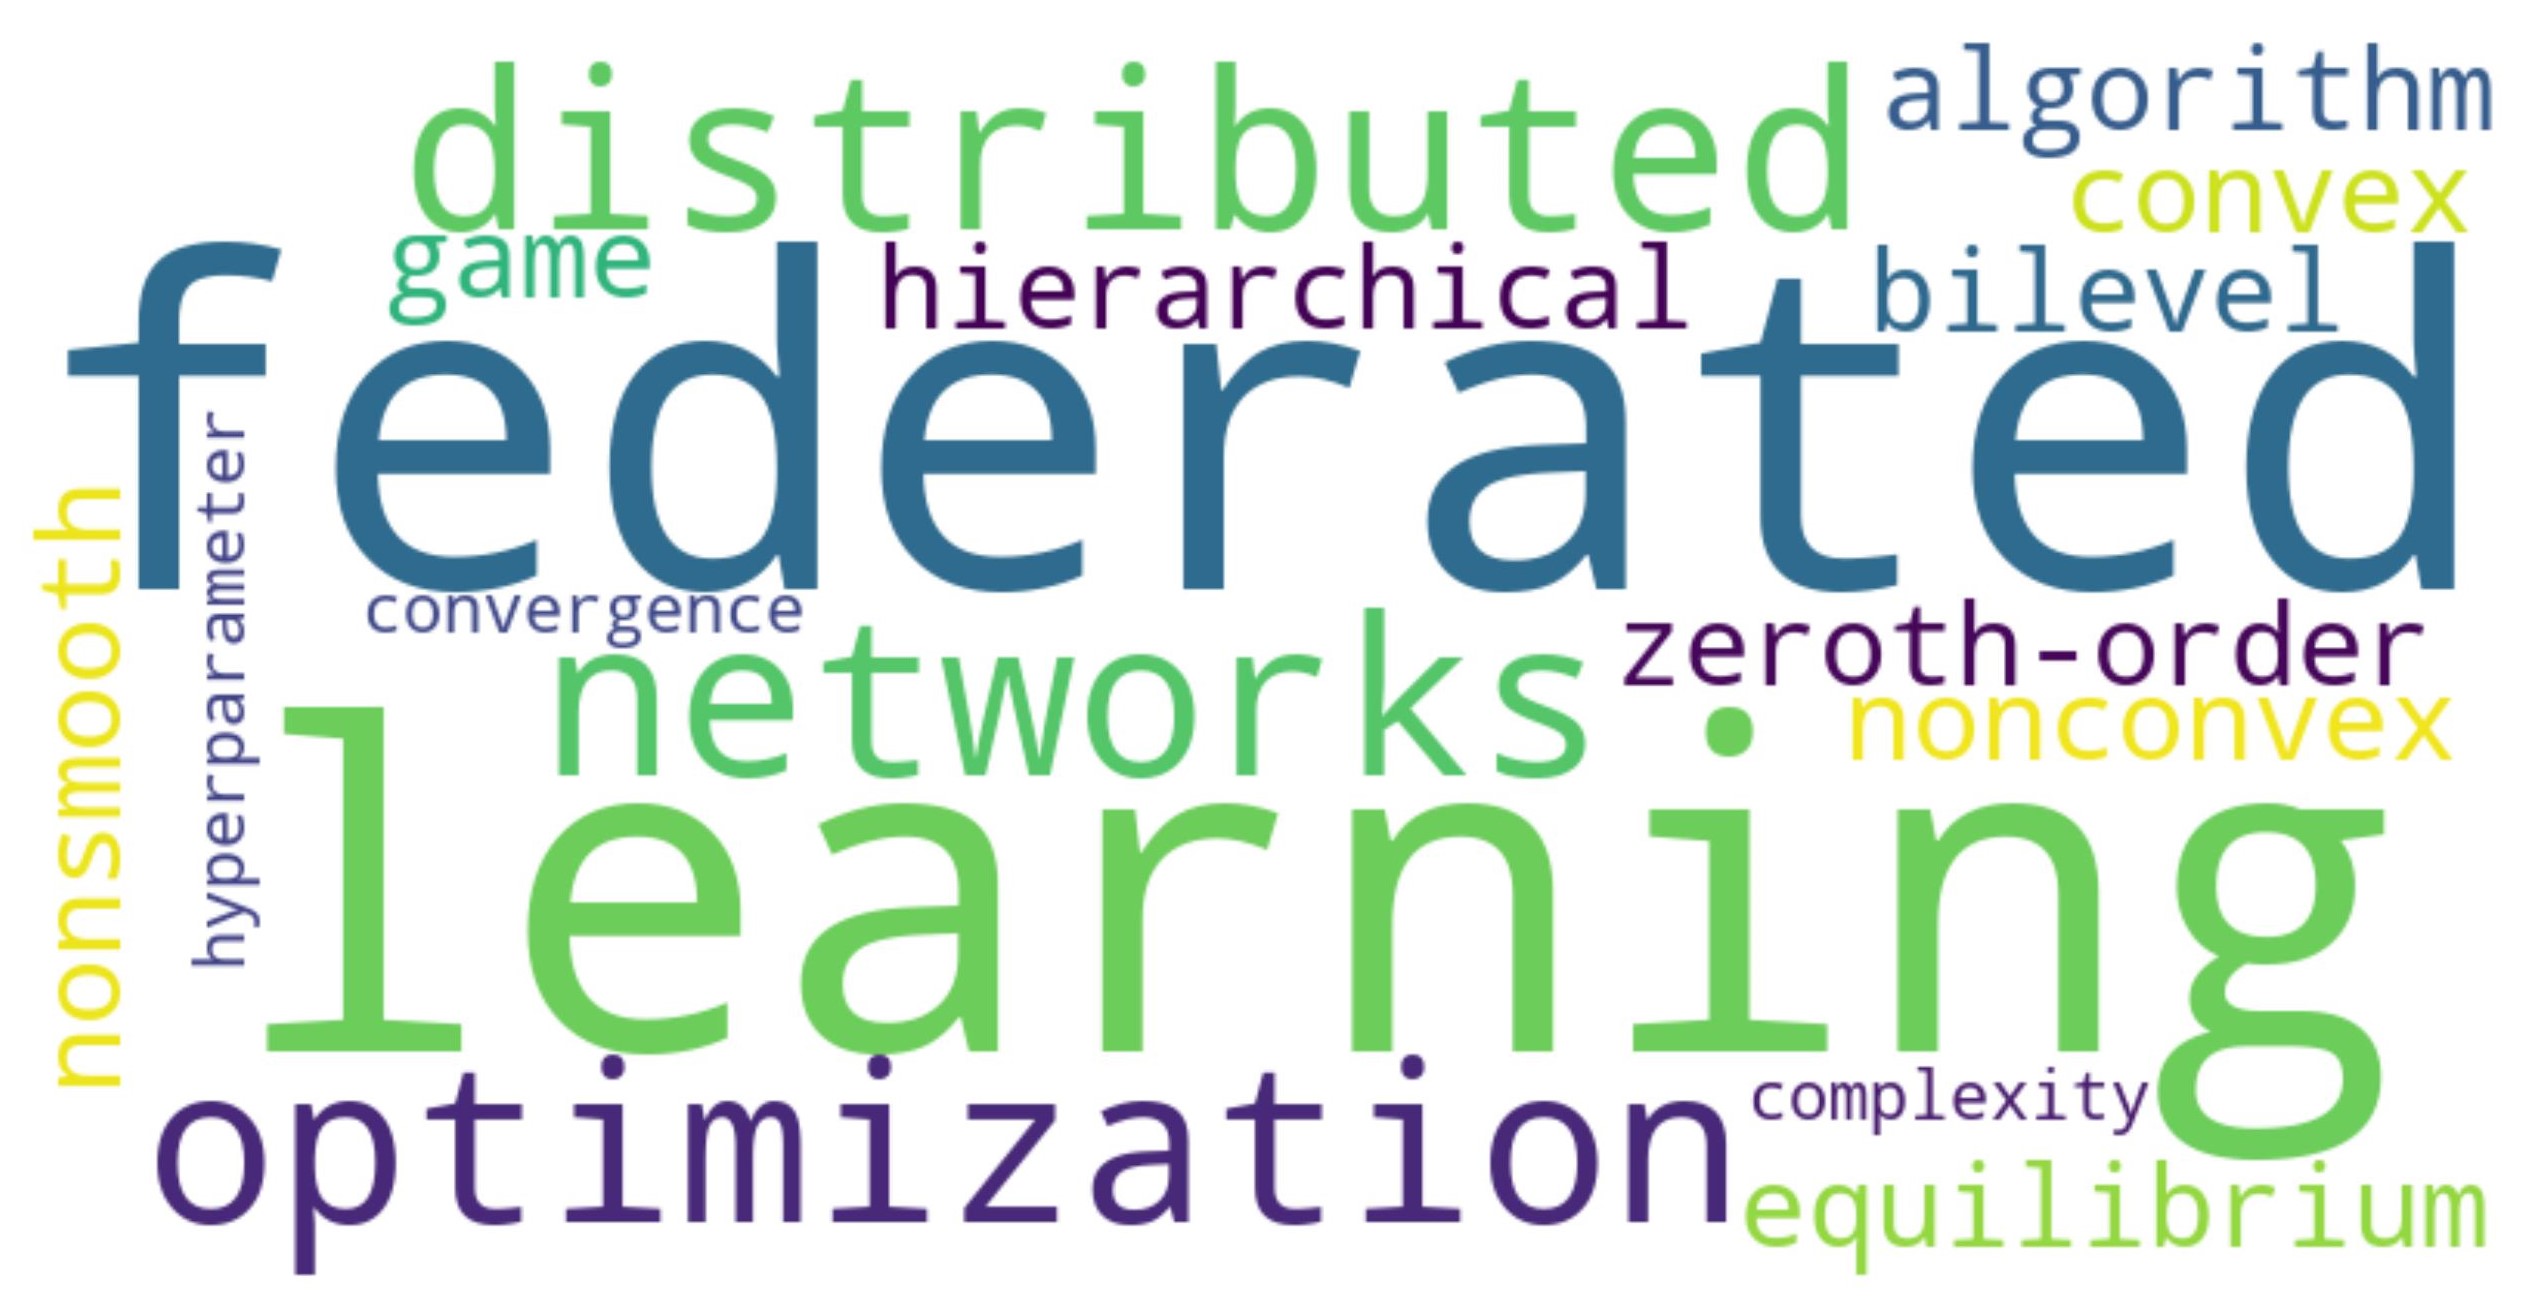 distributed
algorithm
convex
game
hierarchical
bilevel
federated
nonsmooth
hyperparameter
convergence
networks
zeroth-order
nonconvex
learning
optimization
complexity
equilibrium